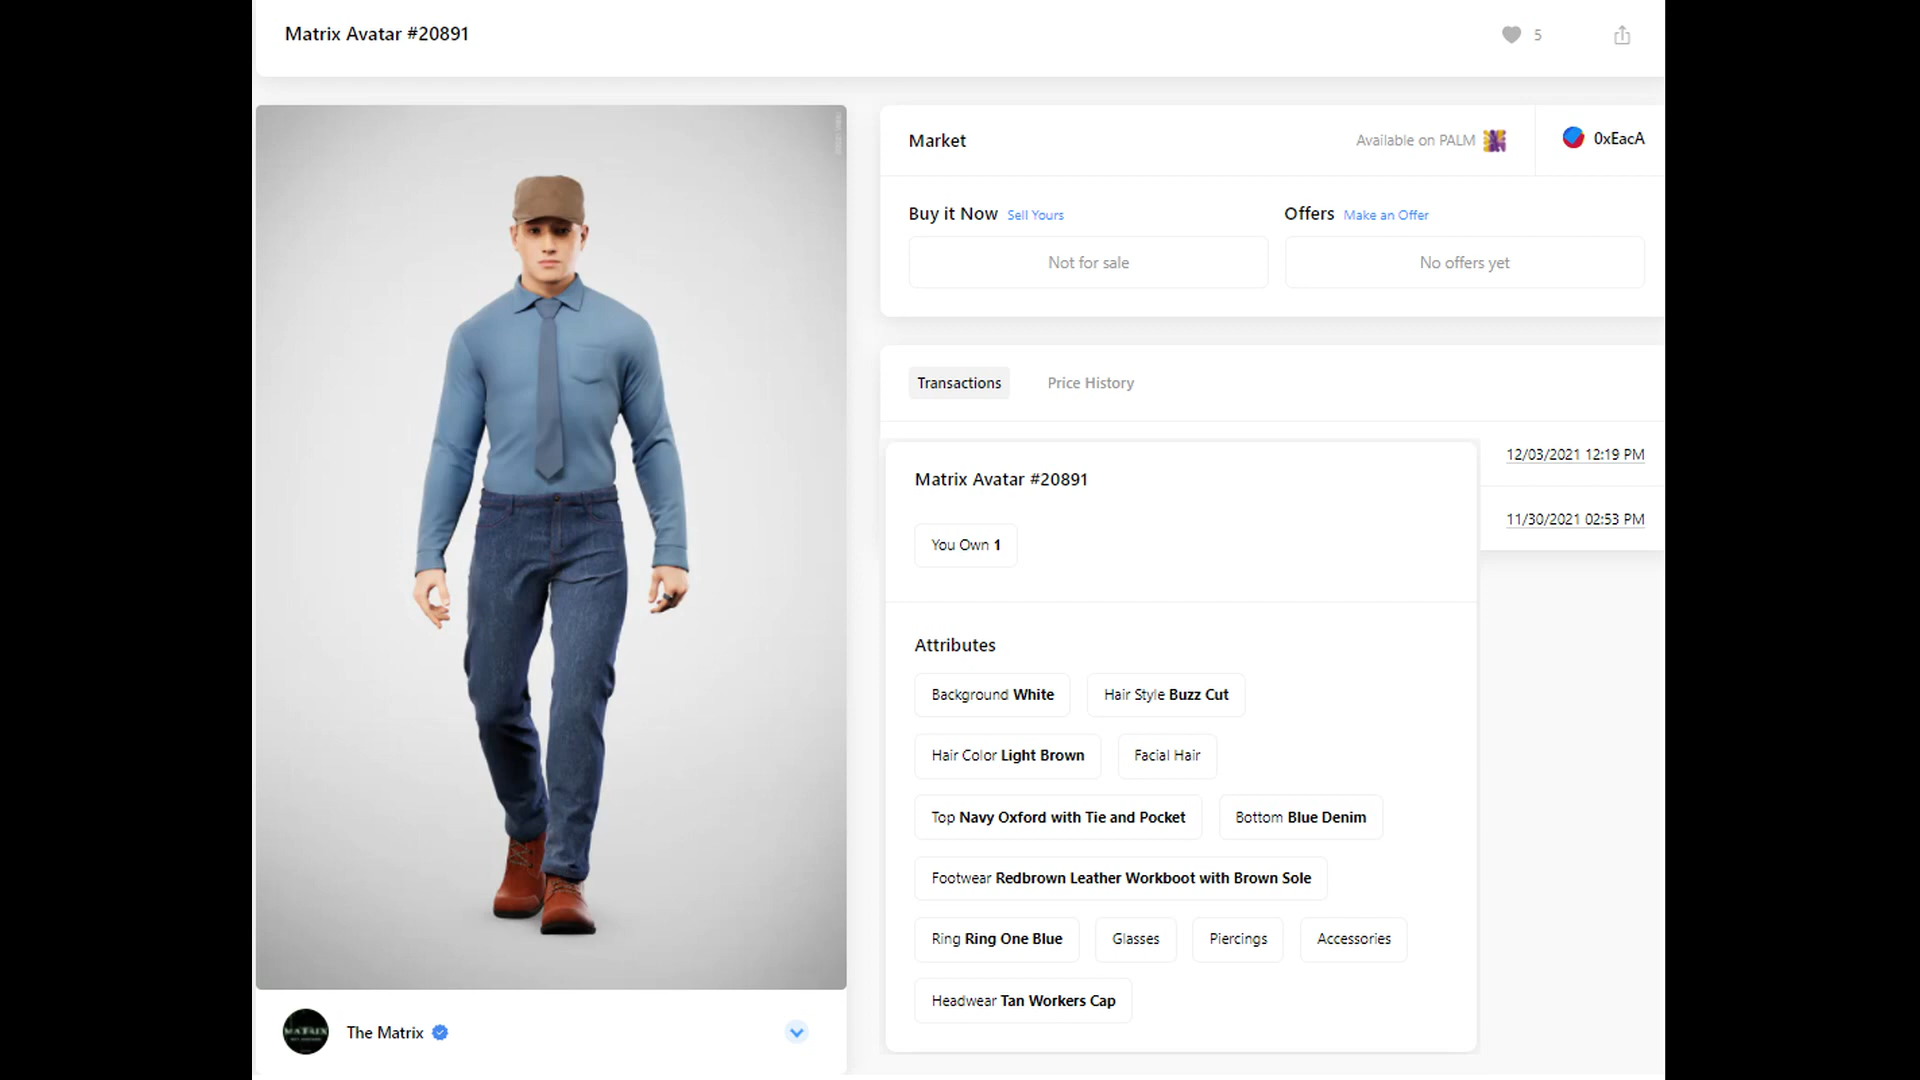 Matrix Avatar #20891
5
Market
Available on PALM
0xEacA
Buy it Now Sell Yours
Offers Make an Offer
Not for sale
No offers yet
Transactions
Price History
12/03/2021 12:19 PM
11/30/2021 02:53 PM
Matrix Avatar #20891
You Own 1
Attributes
Background White
Hair Style Buzz Cut
Hair Color Light Brown
Facial Hair
Top Navy Oxford with Tie and Pocket
Bottom Blue Denim
Footwear Redbrown Leather Workboot with Brown Sole
Ring Ring One Blue
Glasses
Piercings
Accessories
Headwear Tan Workers Cap
MATRIX
The Matrix